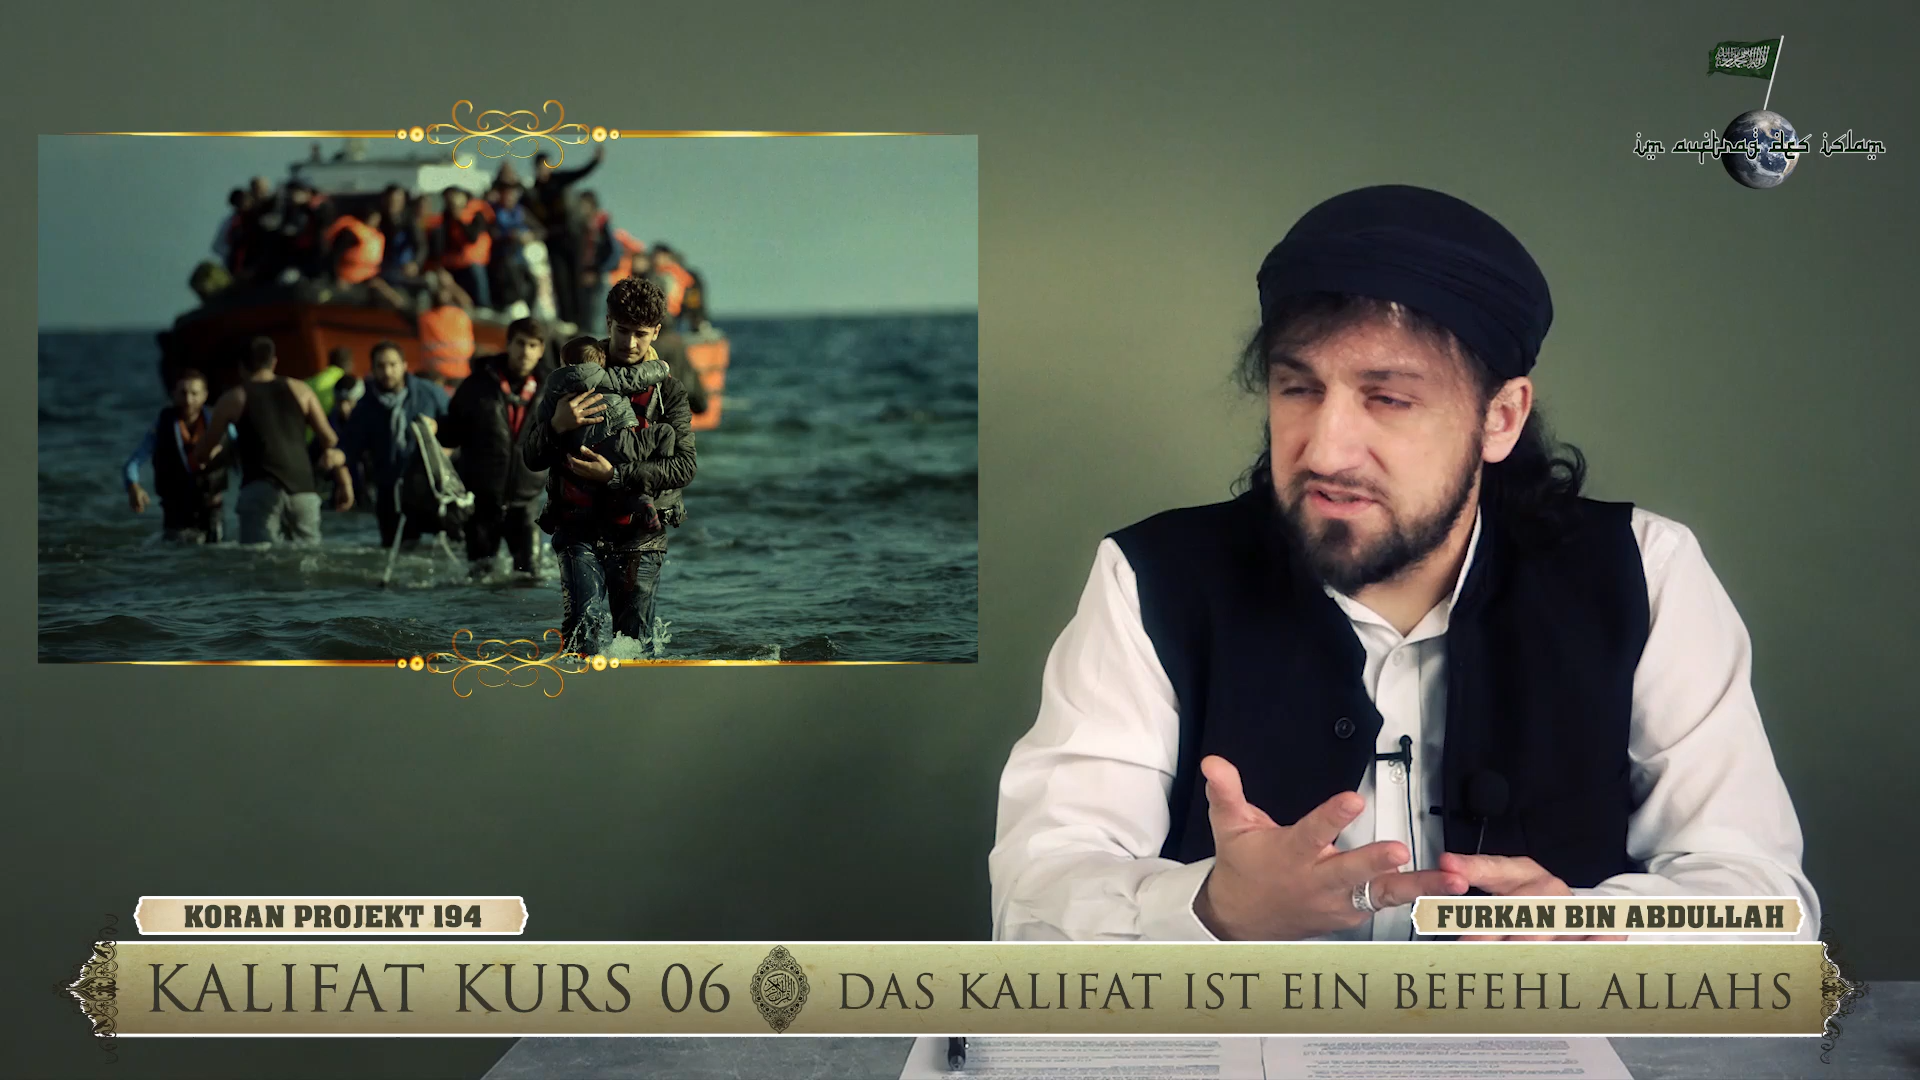 im auftrag des islam
KORAN PROJEKT 194
FURKAN BIN ABDULLAH
KALIFAT KURS 06
DAS KALIFAT IST EIN BEFEHL ALLAHS